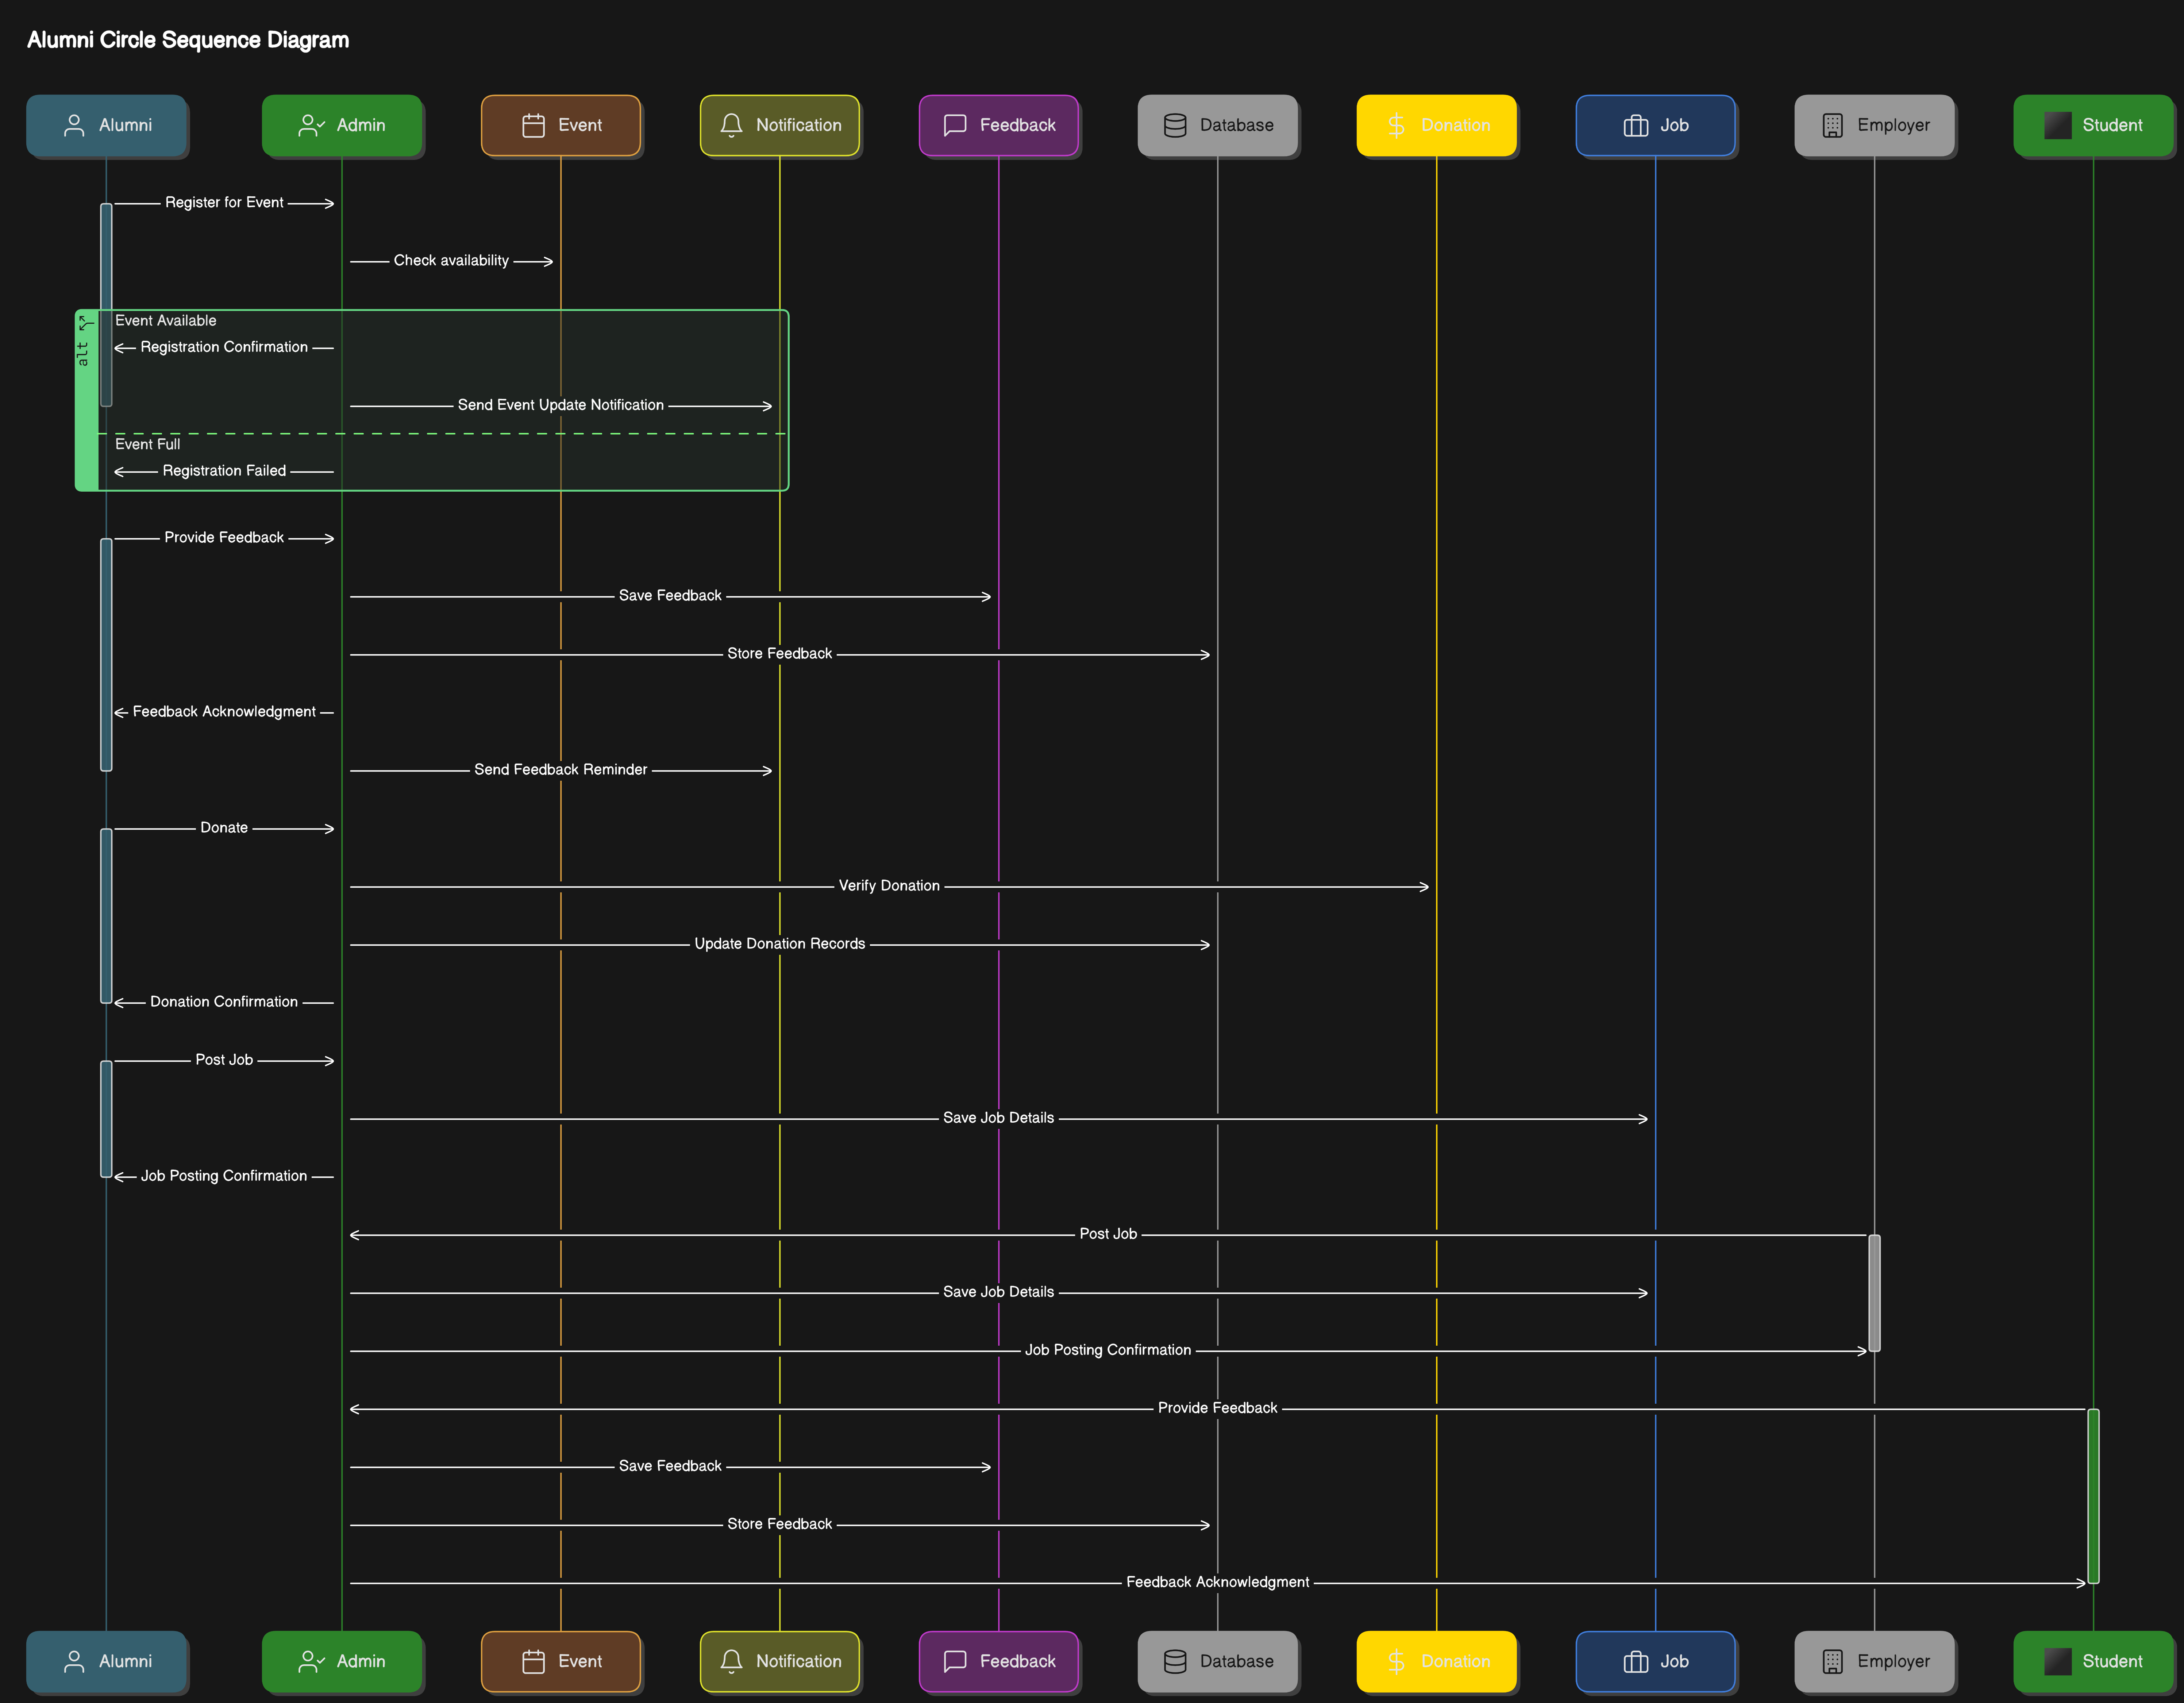 Alumni Circle Sequence Diagram
Alumni
Admin
Event
Notification
Feedback
Database
Donation
Job
Employer
Student
Register for Event
Check availability
alt
Event Available
Registration Confirmation
Send Event Update Notification
Event Full
Registration Failed
Provide Feedback
Save Feedback
Store Feedback
Feedback Acknowledgment
Send Feedback Reminder
Donate
Verify Donation
Update Donation Records
Donation Confirmation
Post Job
Save Job Details
Job Posting Confirmation
Post Job
Save Job Details
Job Posting Confirmation
Provide Feedback
Save Feedback
Store Feedback
Feedback Acknowledgment
Alumni
Admin
Event
Notification
Feedback
Database
Donation
Job
Employer
Student